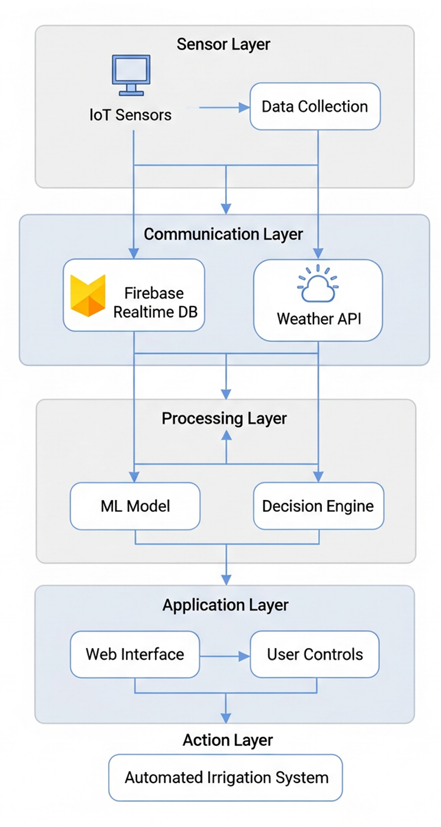 Sensor Layer
IoT Sensors
Data Collection
Communication Layer
Firebase
Realtime DB
Weather API
Processing Layer
ML Model
Decision Engine
Application Layer
Web Interface
User Controls
Action Layer
Automated Irrigation System